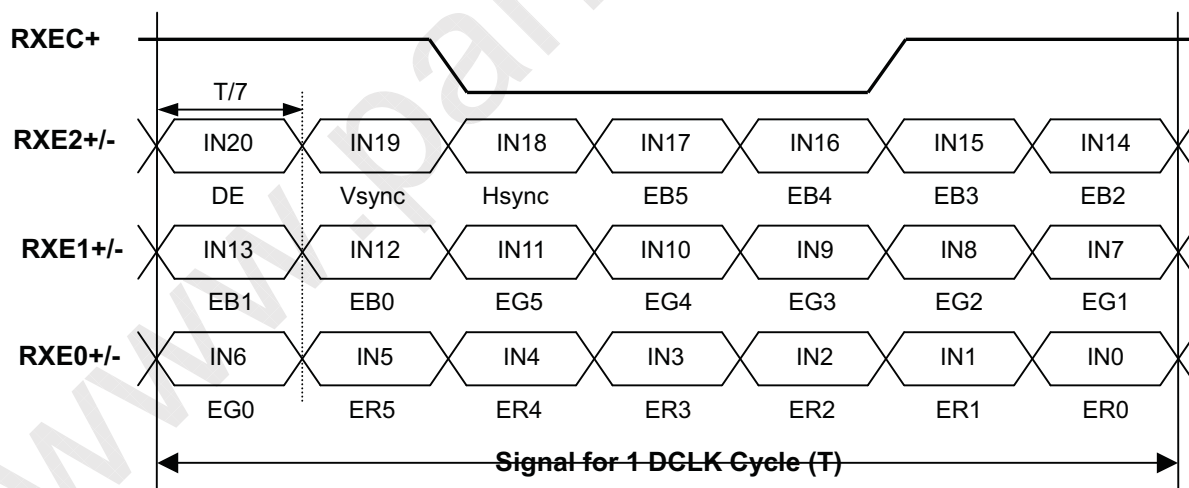 RXEC+
T/7
RXE2+/- IN20 IN19 IN18 IN17 IN16 IN15 IN14
DE Vsync Hsync EB5 EB4 EB3 EB2
RXE1+/- IN13 IN12 IN11 IN10 IN9 IN8 IN7
EB1 EB0 EG5 EG4 EG3 EG2 EG1
RXE0+/- IN6 IN5 IN4 IN3 IN2 IN1 IN0
EG0 ER5 ER4 ER3 ER2 ER1 ER0
Signal for 1 DCLK Cycle (T)